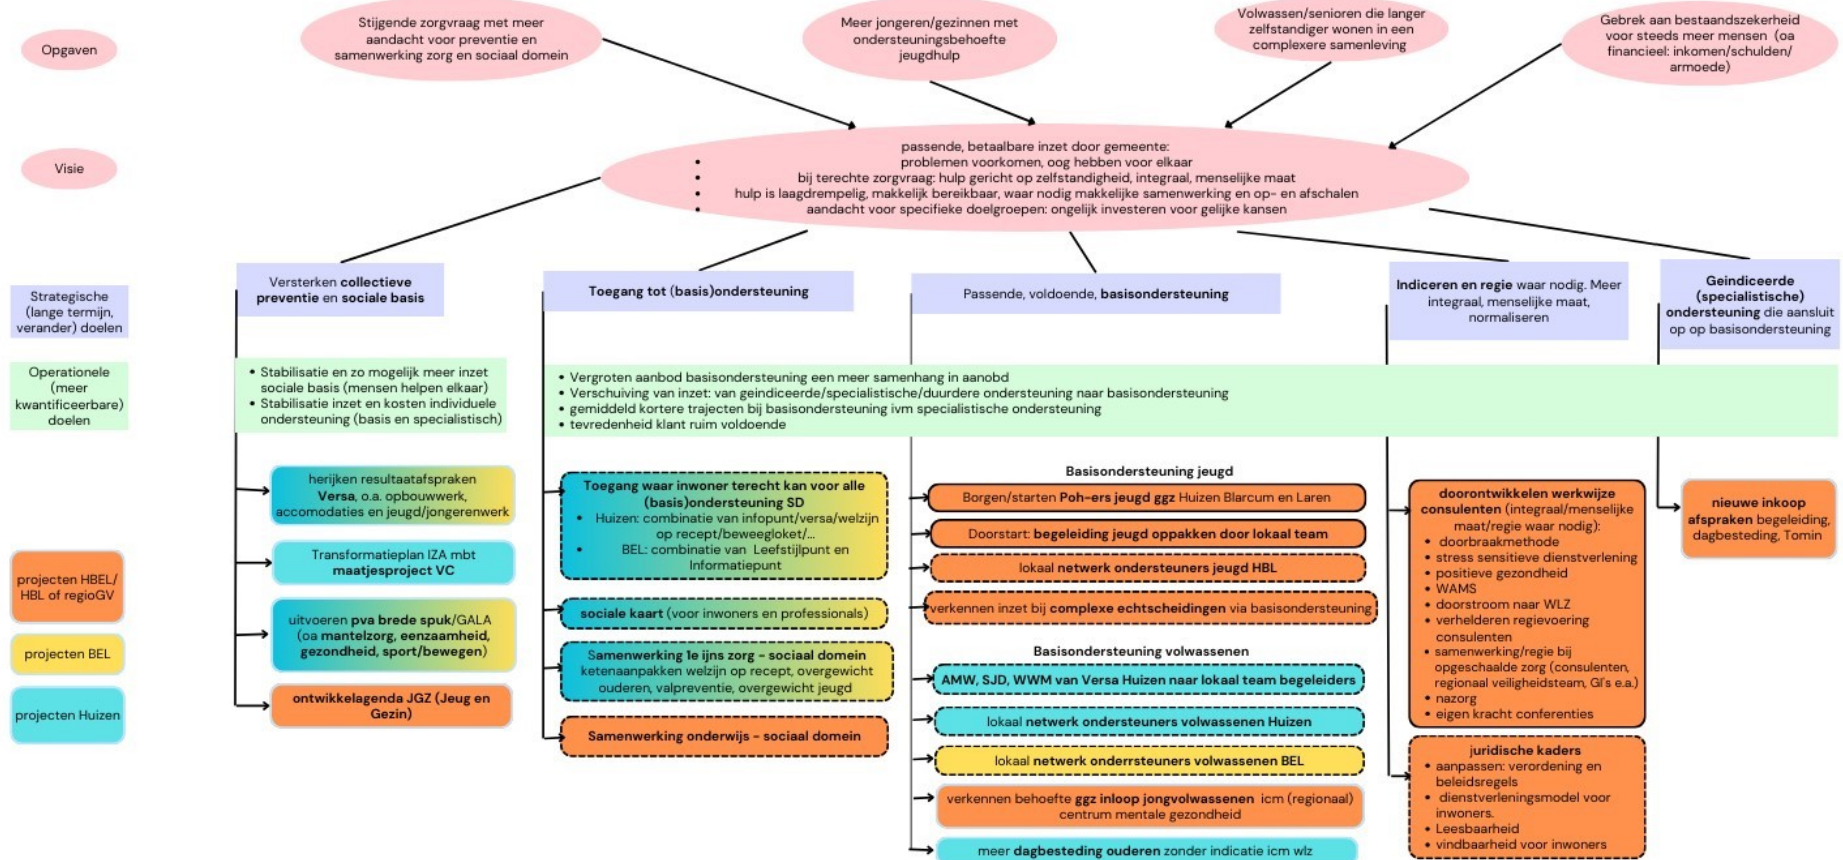 Opgaven
Stijgende zorgvraag met meer
aandacht voor preventie en
samenwerking zorg en sociaal domein
Meer jongeren/gezinnen met
ondersteuningsbehoefte
jeugdhulp
Volwassen/senioren die langer
zelfstandiger wonen in een
complexere samenleving
Gebrek aan bestaandszekerheid
voor steeds meer mensen (oa
financieel: inkomen/schulden/
armoede)
Visie
passende, betaalbare inzet door gemeente:
• problemen voorkomen, oog hebben voor elkaar
• bij terechte zorgvraag: hulp gericht op zelfstandigheid, integraal, menselijke maat
• hulp is laagdrempelig, makkelijk bereikbaar, waar nodig makkelijke samenwerking en op- en afschalen
• aandacht voor specifieke doelgroepen: ongelijk investeren voor gelijke kansen
Strategische
(lange termijn,
verander) doelen
Versterken collectieve
preventie en sociale basis
Toegang tot (basis)ondersteuning
Passende, voldoende, basisondersteuning
Indiceren en regie waar nodig. Meer
integraal, menselijke maat,
normaliseren
Geindiceerde
(specialistische)
ondersteuning die aansluit
op op basisondersteuning
Operationele
(meer
kwantificeerbare)
doelen
• Stabilisatie en zo mogelijk meer inzet
sociale basis (mensen helpen elkaar)
• Stabilisatie inzet en kosten individuele
ondersteuning (basis en specialistisch)
• Vergroten aanbod basisondersteuning een meer samenhang in aanobd
• Verschuiving van inzet: van geindiceerde/specialistische/duurdere ondersteuning naar basisondersteuning
• gemiddeld kortere trajecten bij basisondersteuning ivm specialistische ondersteuning
• tevredenheid klant ruim voldoende
projecten HBEL/
HBL of regioGV
projecten BEL
projecten Huizen
herijken resultaatafspraken
Versa, o.a. opbouwwerk,
accomodaties en jeugd/jongerenwerk
Transformatieplan IZA mbt
maatjesproject VC
uitvoeren pva brede spuk/GALA
(oa mantelzorg, eenzaamheid,
gezondheid, sport/bewegen)
ontwikkelagenda JGZ (Jeug en
Gezin)
Toegang waar inwoner terecht kan voor alle
(basis)ondersteuning SD
• Huizen: combinatie van infopunt/versa/welzijn
op recept/beweegloket/...
• BEL: combinatie van Leefstijlpunt en
Informatiepunt
sociale kaart (voor inwoners en professionals)
Samenwerking 1e ijns zorg - sociaal domein
ketenaanpakken welzijn op recept, overgewicht
ouderen, valpreventie, overgewicht jeugd
Samenwerking onderwijs - sociaal domein
Basisondersteuning jeugd
Borgen/starten Poh-ers jeugd ggz Huizen Blarcum en Laren
Doorstart: begeleiding jeugd oppakken door lokaal team
lokaal netwerk ondersteuners jeugd HBL
verkennen inzet bij complexe echtscheidingen via basisondersteuning
Basisondersteuning volwassenen
AMW, SJD, WWM van Versa Huizen naar lokaal team begeleiders
lokaal netwerk ondersteuners volwassenen Huizen
lokaal netwerk onderrsteuners volwassenen BEL
verkennen behoefte ggz inloop jongvolwassenen icm (regionaal)
centrum mentale gezondheid
meer dagbesteding ouderen zonder indicatie icm wlz
doorontwikkelen werkwijze
consulenten (integraal/menselijke
maat/regie waar nodig):
• doorbraakmethode
• stress sensitieve dienstverlening
• positieve gezondheid
• WAMS
• doorstroom naar WLZ
• verhelderen regievoering
consulenten
• samenwerking/regie bij
opgeschaalde zorg (consulenten,
regionaal veiligheidsteam, GI's e.a.)
• nazorg
• eigen kracht conferenties
juridische kaders
• aanpassen: verordening en
beleidsregels
• dienstverleningsmodel voor
inwoners.
• Leesbaarheid
• vindbaarheid voor inwoners
nieuwe inkoop
afspraken begeleiding,
dagbesteding, Tomin